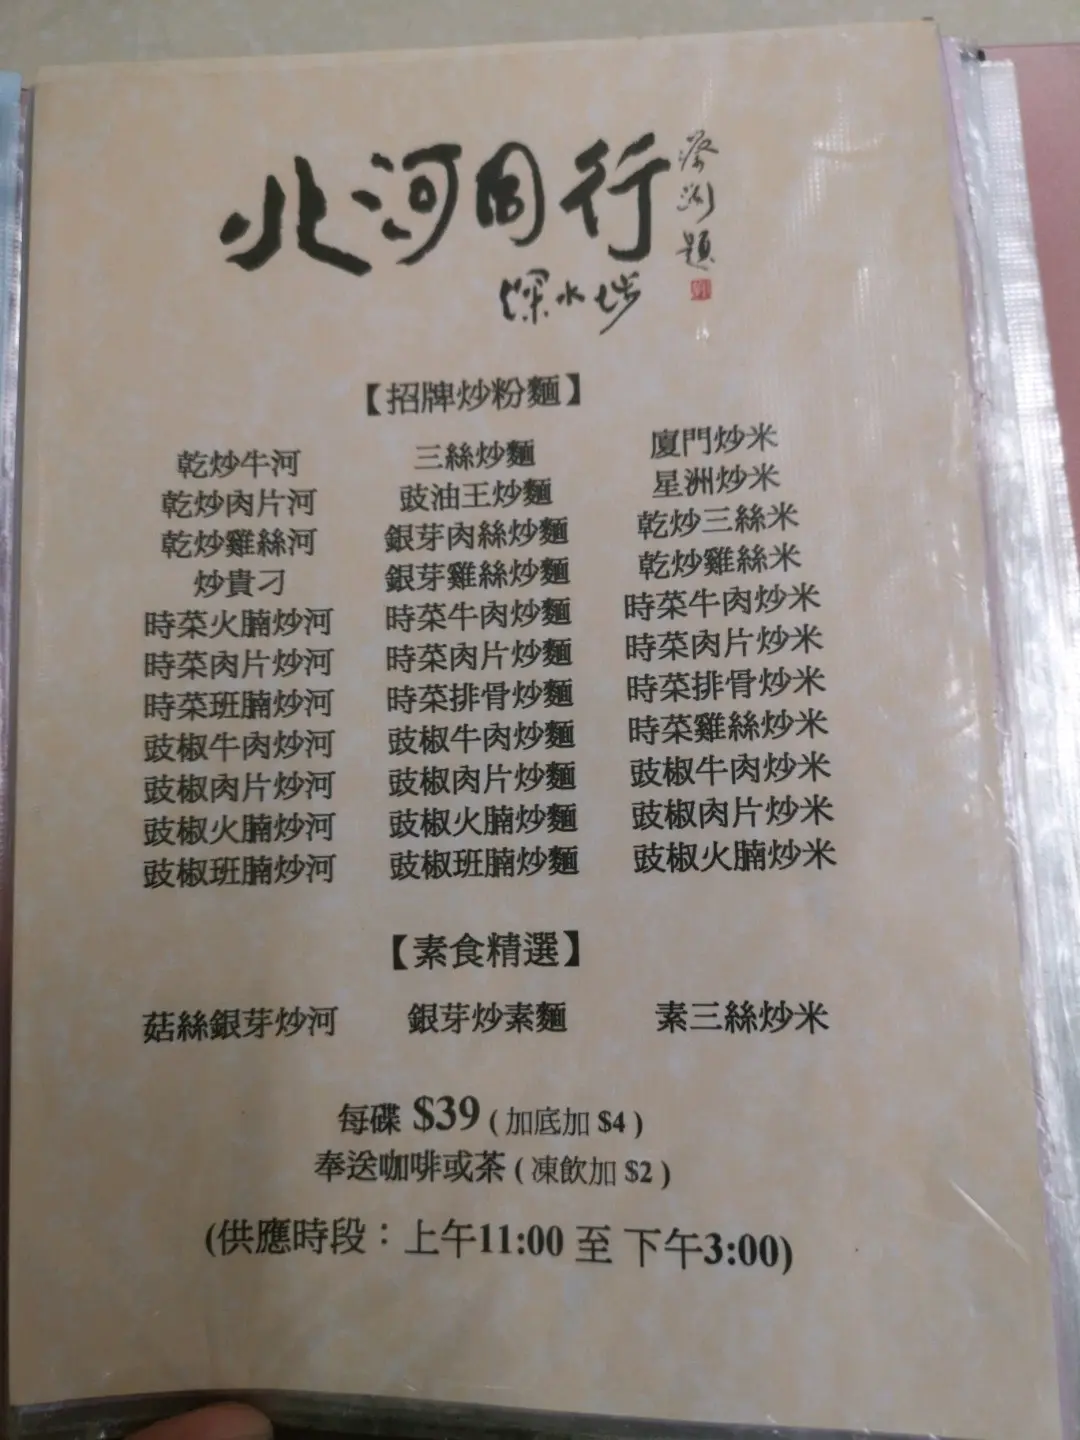 北河同行
蔡瀾題
深水埗
【招牌炒粉麵】
乾炒牛河
乾炒肉片河
乾炒雞絲河
炒貴刁
時菜火腩炒河
時菜肉片炒河
時菜班腩炒河
豉椒牛肉炒河
豉椒肉片炒河
豉椒火腩炒河
豉椒班腩炒河
三絲炒麵
豉油王炒麵
銀芽肉絲炒麵
銀芽雞絲炒麵
時菜牛肉炒麵
時菜肉片炒麵
時菜排骨炒麵
豉椒牛肉炒麵
豉椒肉片炒麵
豉椒火腩炒麵
豉椒班腩炒麵
廈門炒米
星洲炒米
乾炒三絲米
乾炒雞絲米
時菜牛肉炒米
時菜肉片炒米
時菜排骨炒米
時菜雞絲炒米
豉椒牛肉炒米
豉椒肉片炒米
豉椒火腩炒米
【素食精選】
菇絲銀芽炒河
銀芽炒素麵
素三絲炒米
每碟 $39 ( 加底加 $4 )
奉送咖啡或茶 ( 凍飲加 $2 )
(供應時段：上午11:00 至 下午3:00)